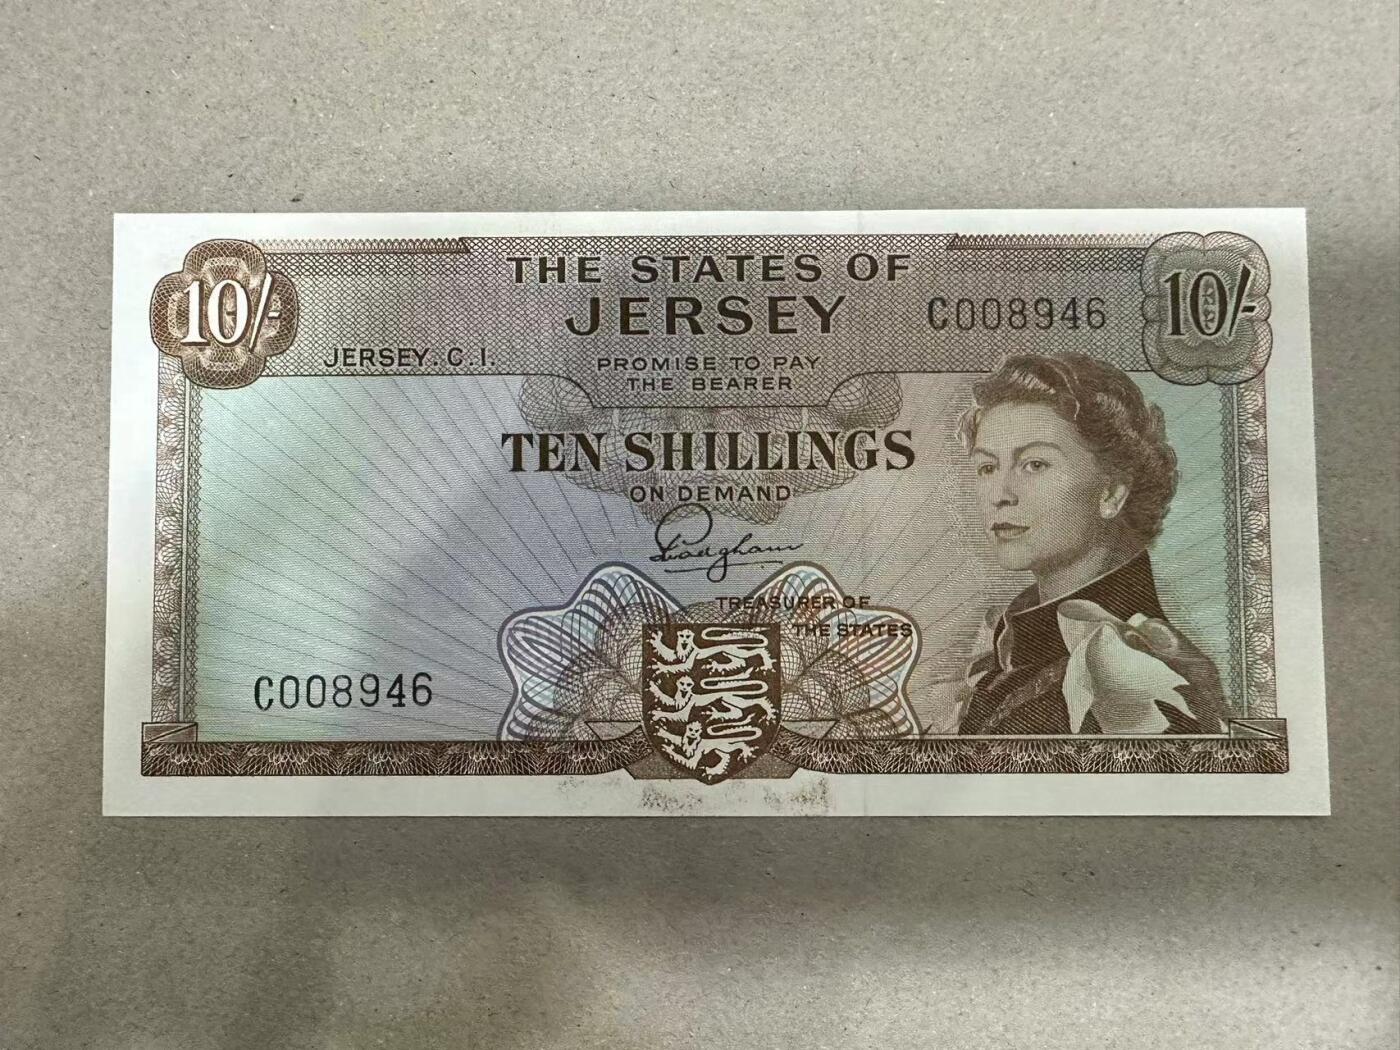 THE STATES OF
JERSEY
10/-
C008946
10/-
JERSEY. C. I.
PROMISE TO PAY
THE BEARER
TEN SHILLINGS
ON DEMAND
Padgham
TREASURER OF
THE STATES
C008946